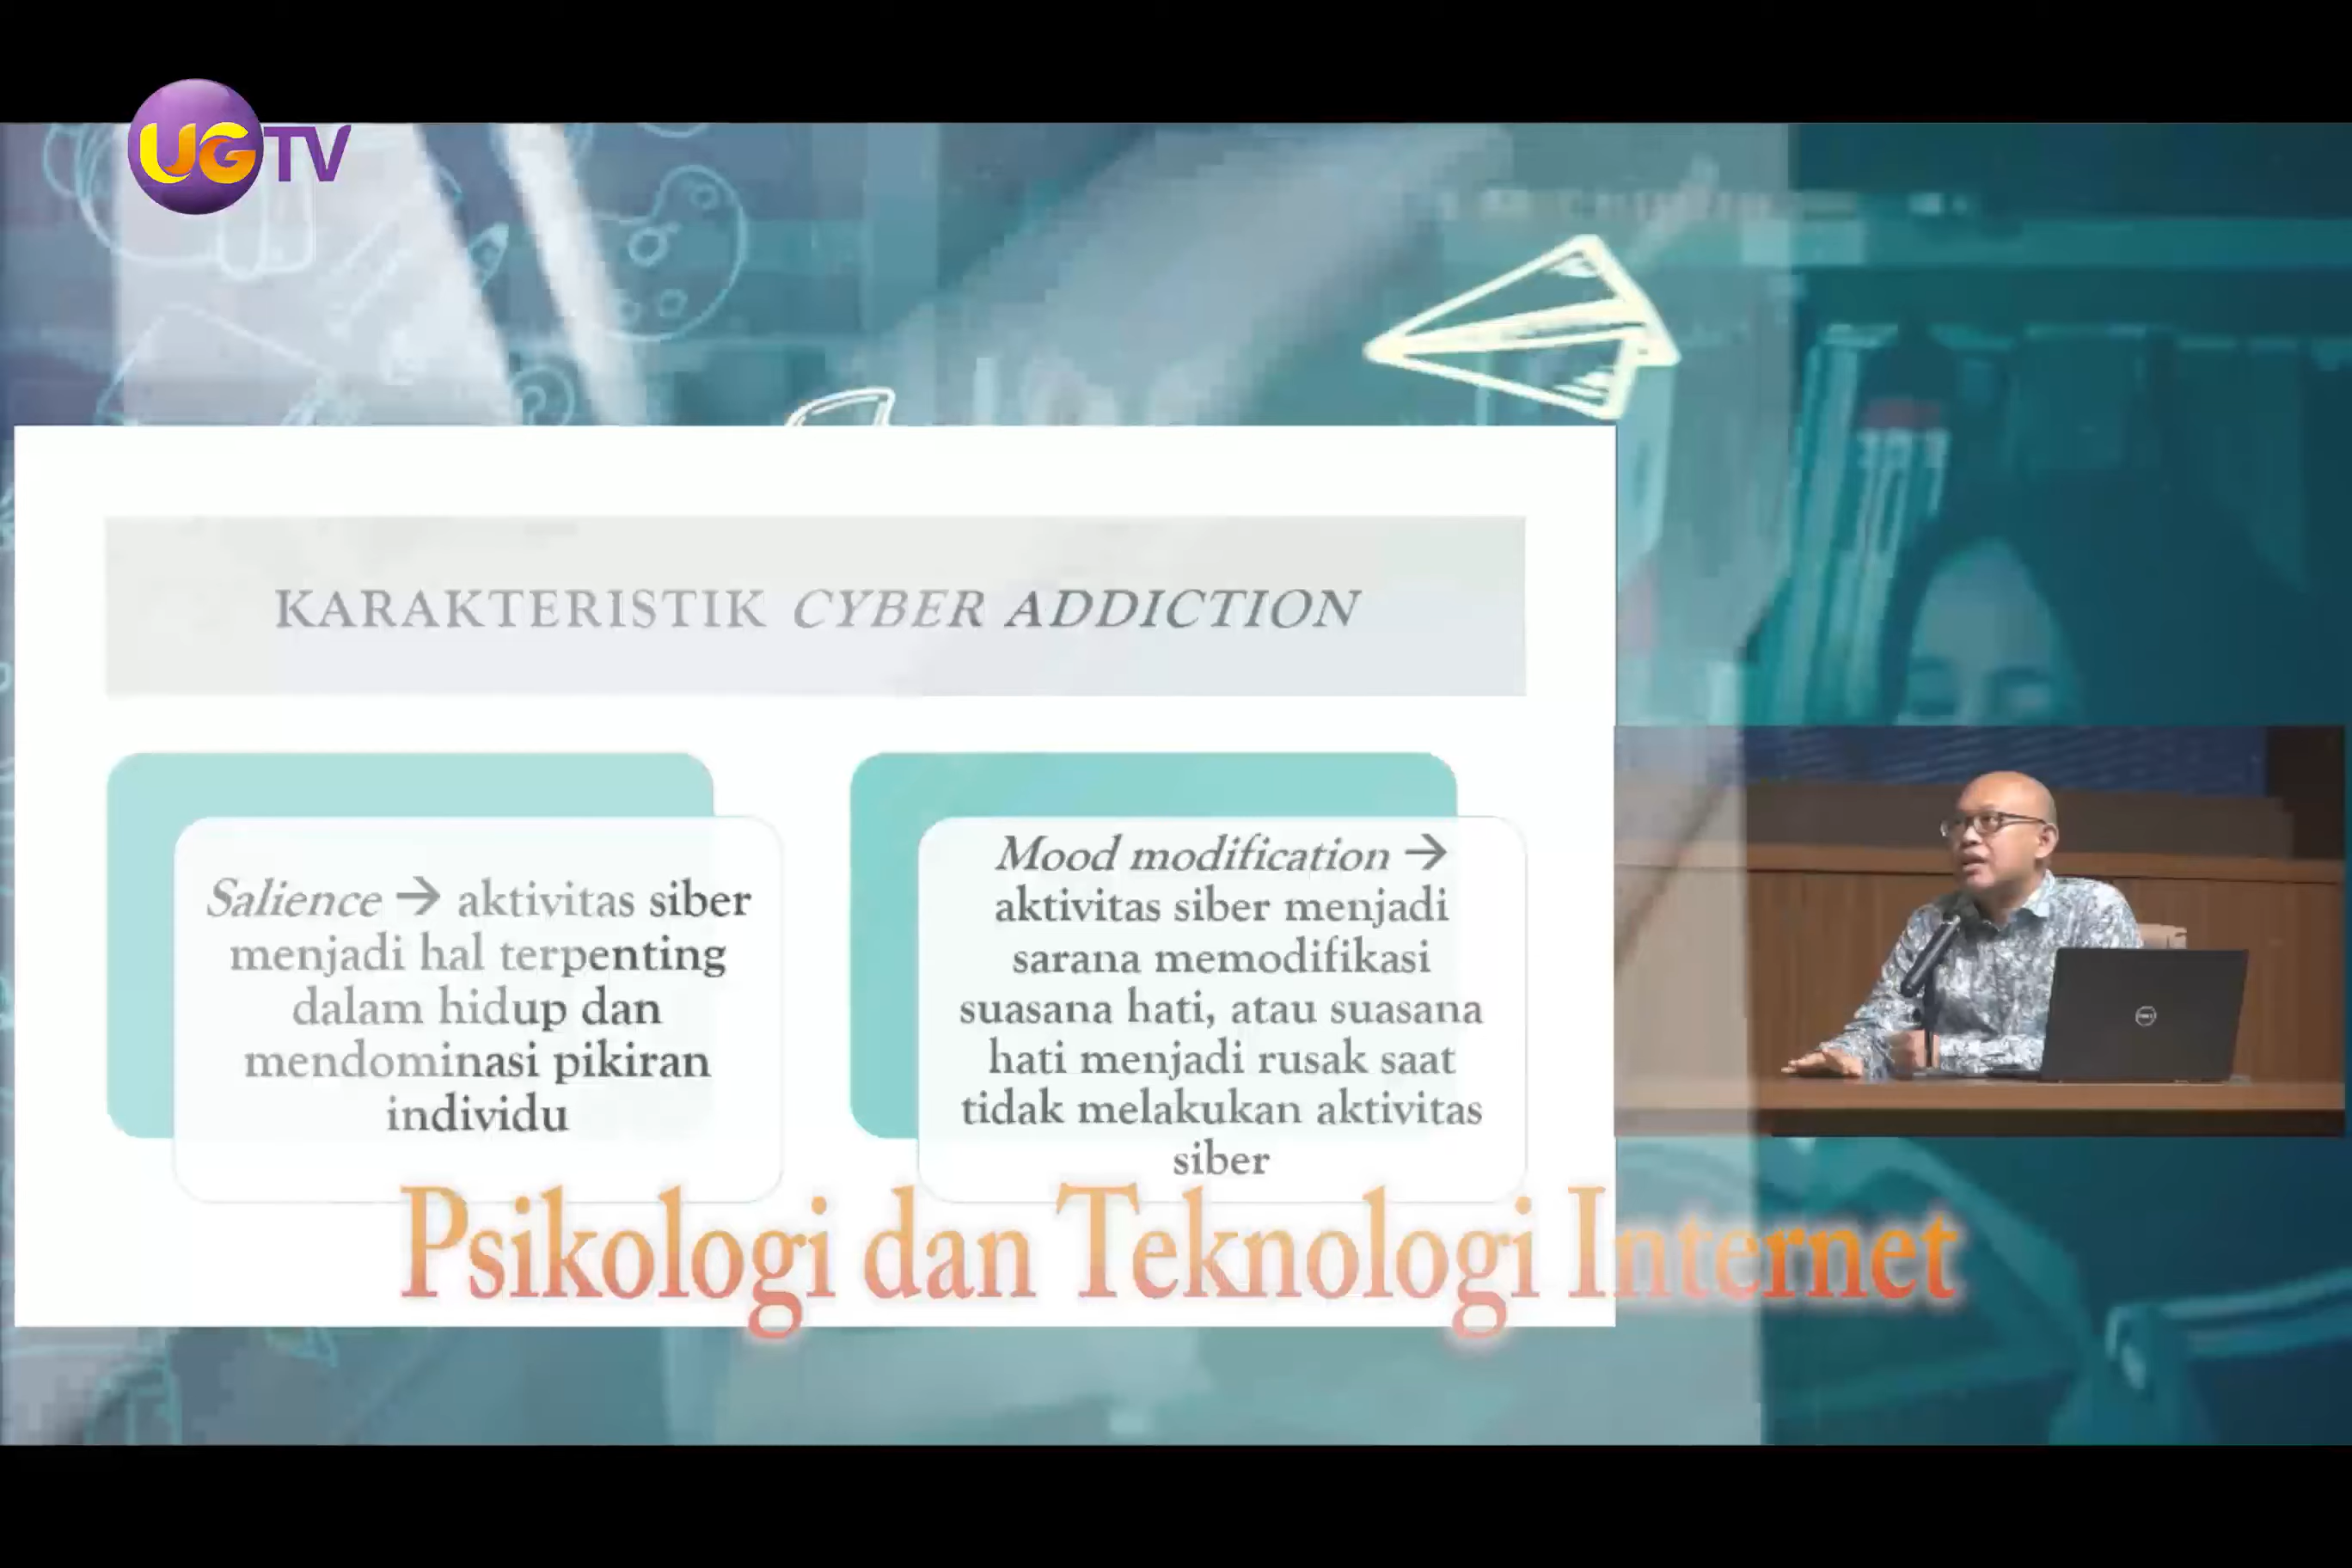 UGTV
KARAKTERISTIK CYBER ADDICTION
Salience → aktivitas siber
menjadi hal terpenting
dalam hidup dan
mendominasi pikiran
individu
Mood modification →
aktivitas siber menjadi
sarana memodifikasi
suasana hati, atau suasana
hati menjadi rusak saat
tidak melakukan aktivitas
siber
Psikologi dan Teknologi Internet